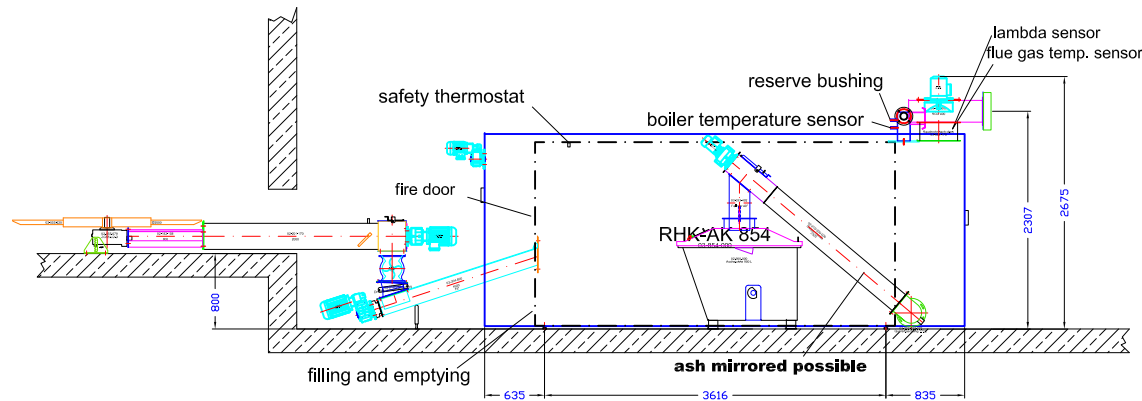 lambda sensor
flue gas temp. sensor
reserve bushing
safety thermostat
boiler temperature sensor
fire door
RHK-AK 854
2307
2675
800
filling and emptying
ash mirrored possible
635
3616
835